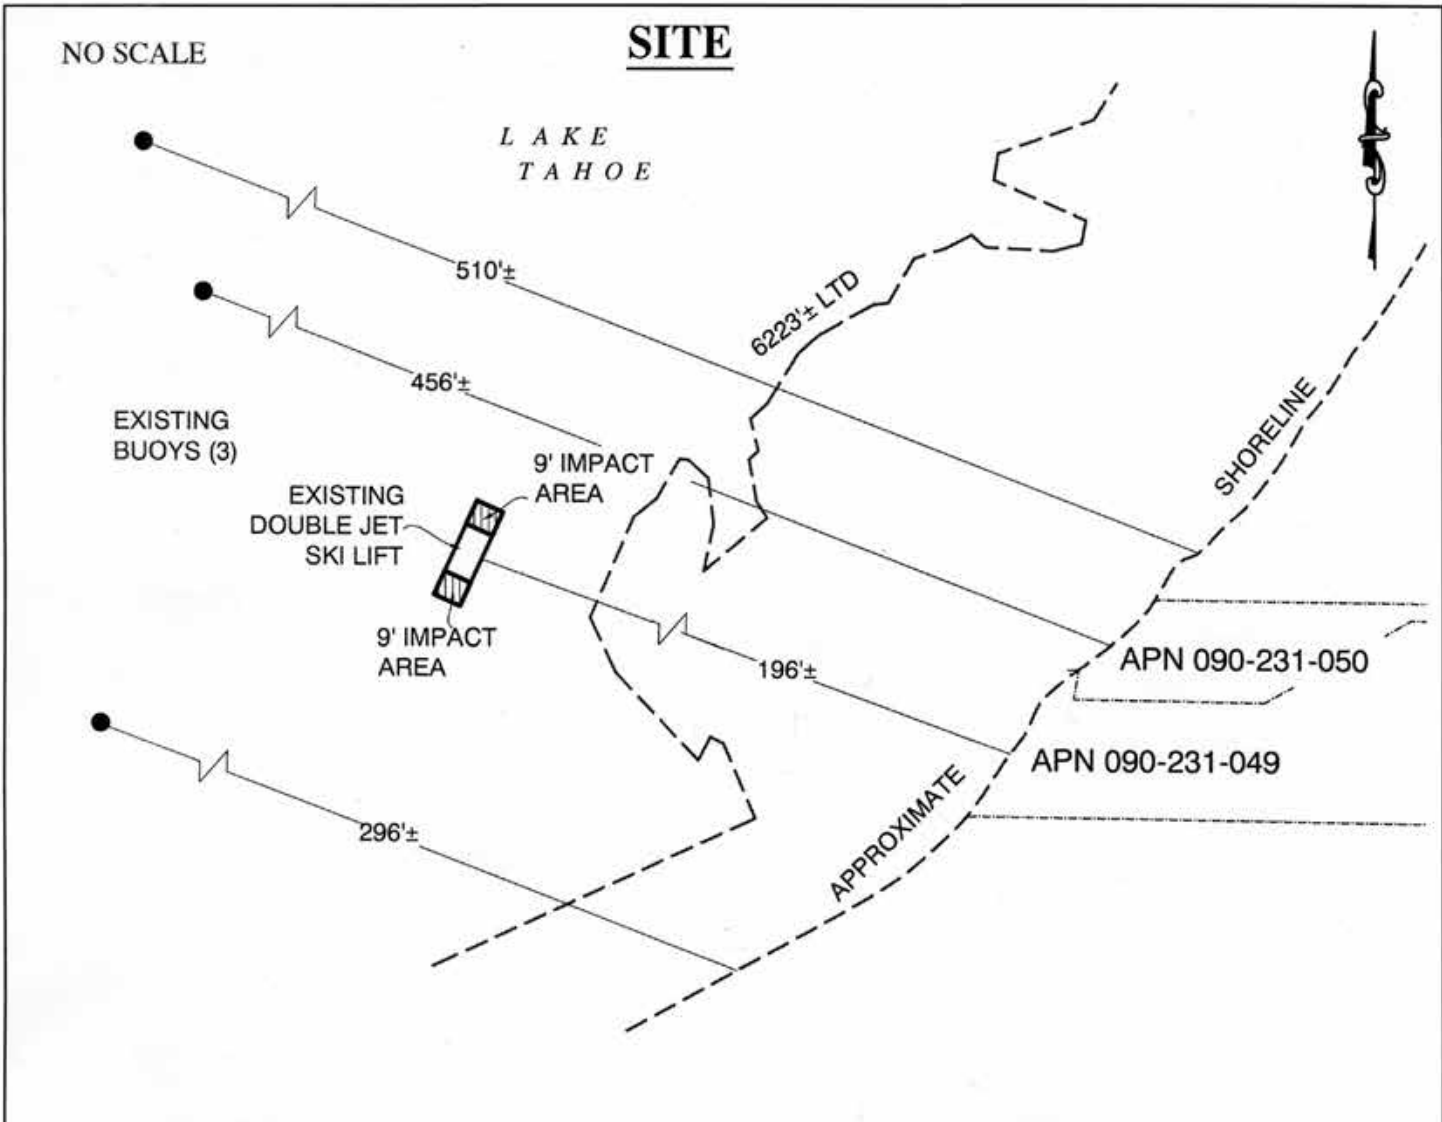 NO SCALE
SITE
LAKE
TAHOE
510'±
6223'± LTD
456'±
SHORELINE
EXISTING
BUOYS (3)
9' IMPACT
AREA
EXISTING
DOUBLE JET
SKI LIFT
9' IMPACT
AREA
196'±
APN 090-231-050
APN 090-231-049
APPROXIMATE
296'±